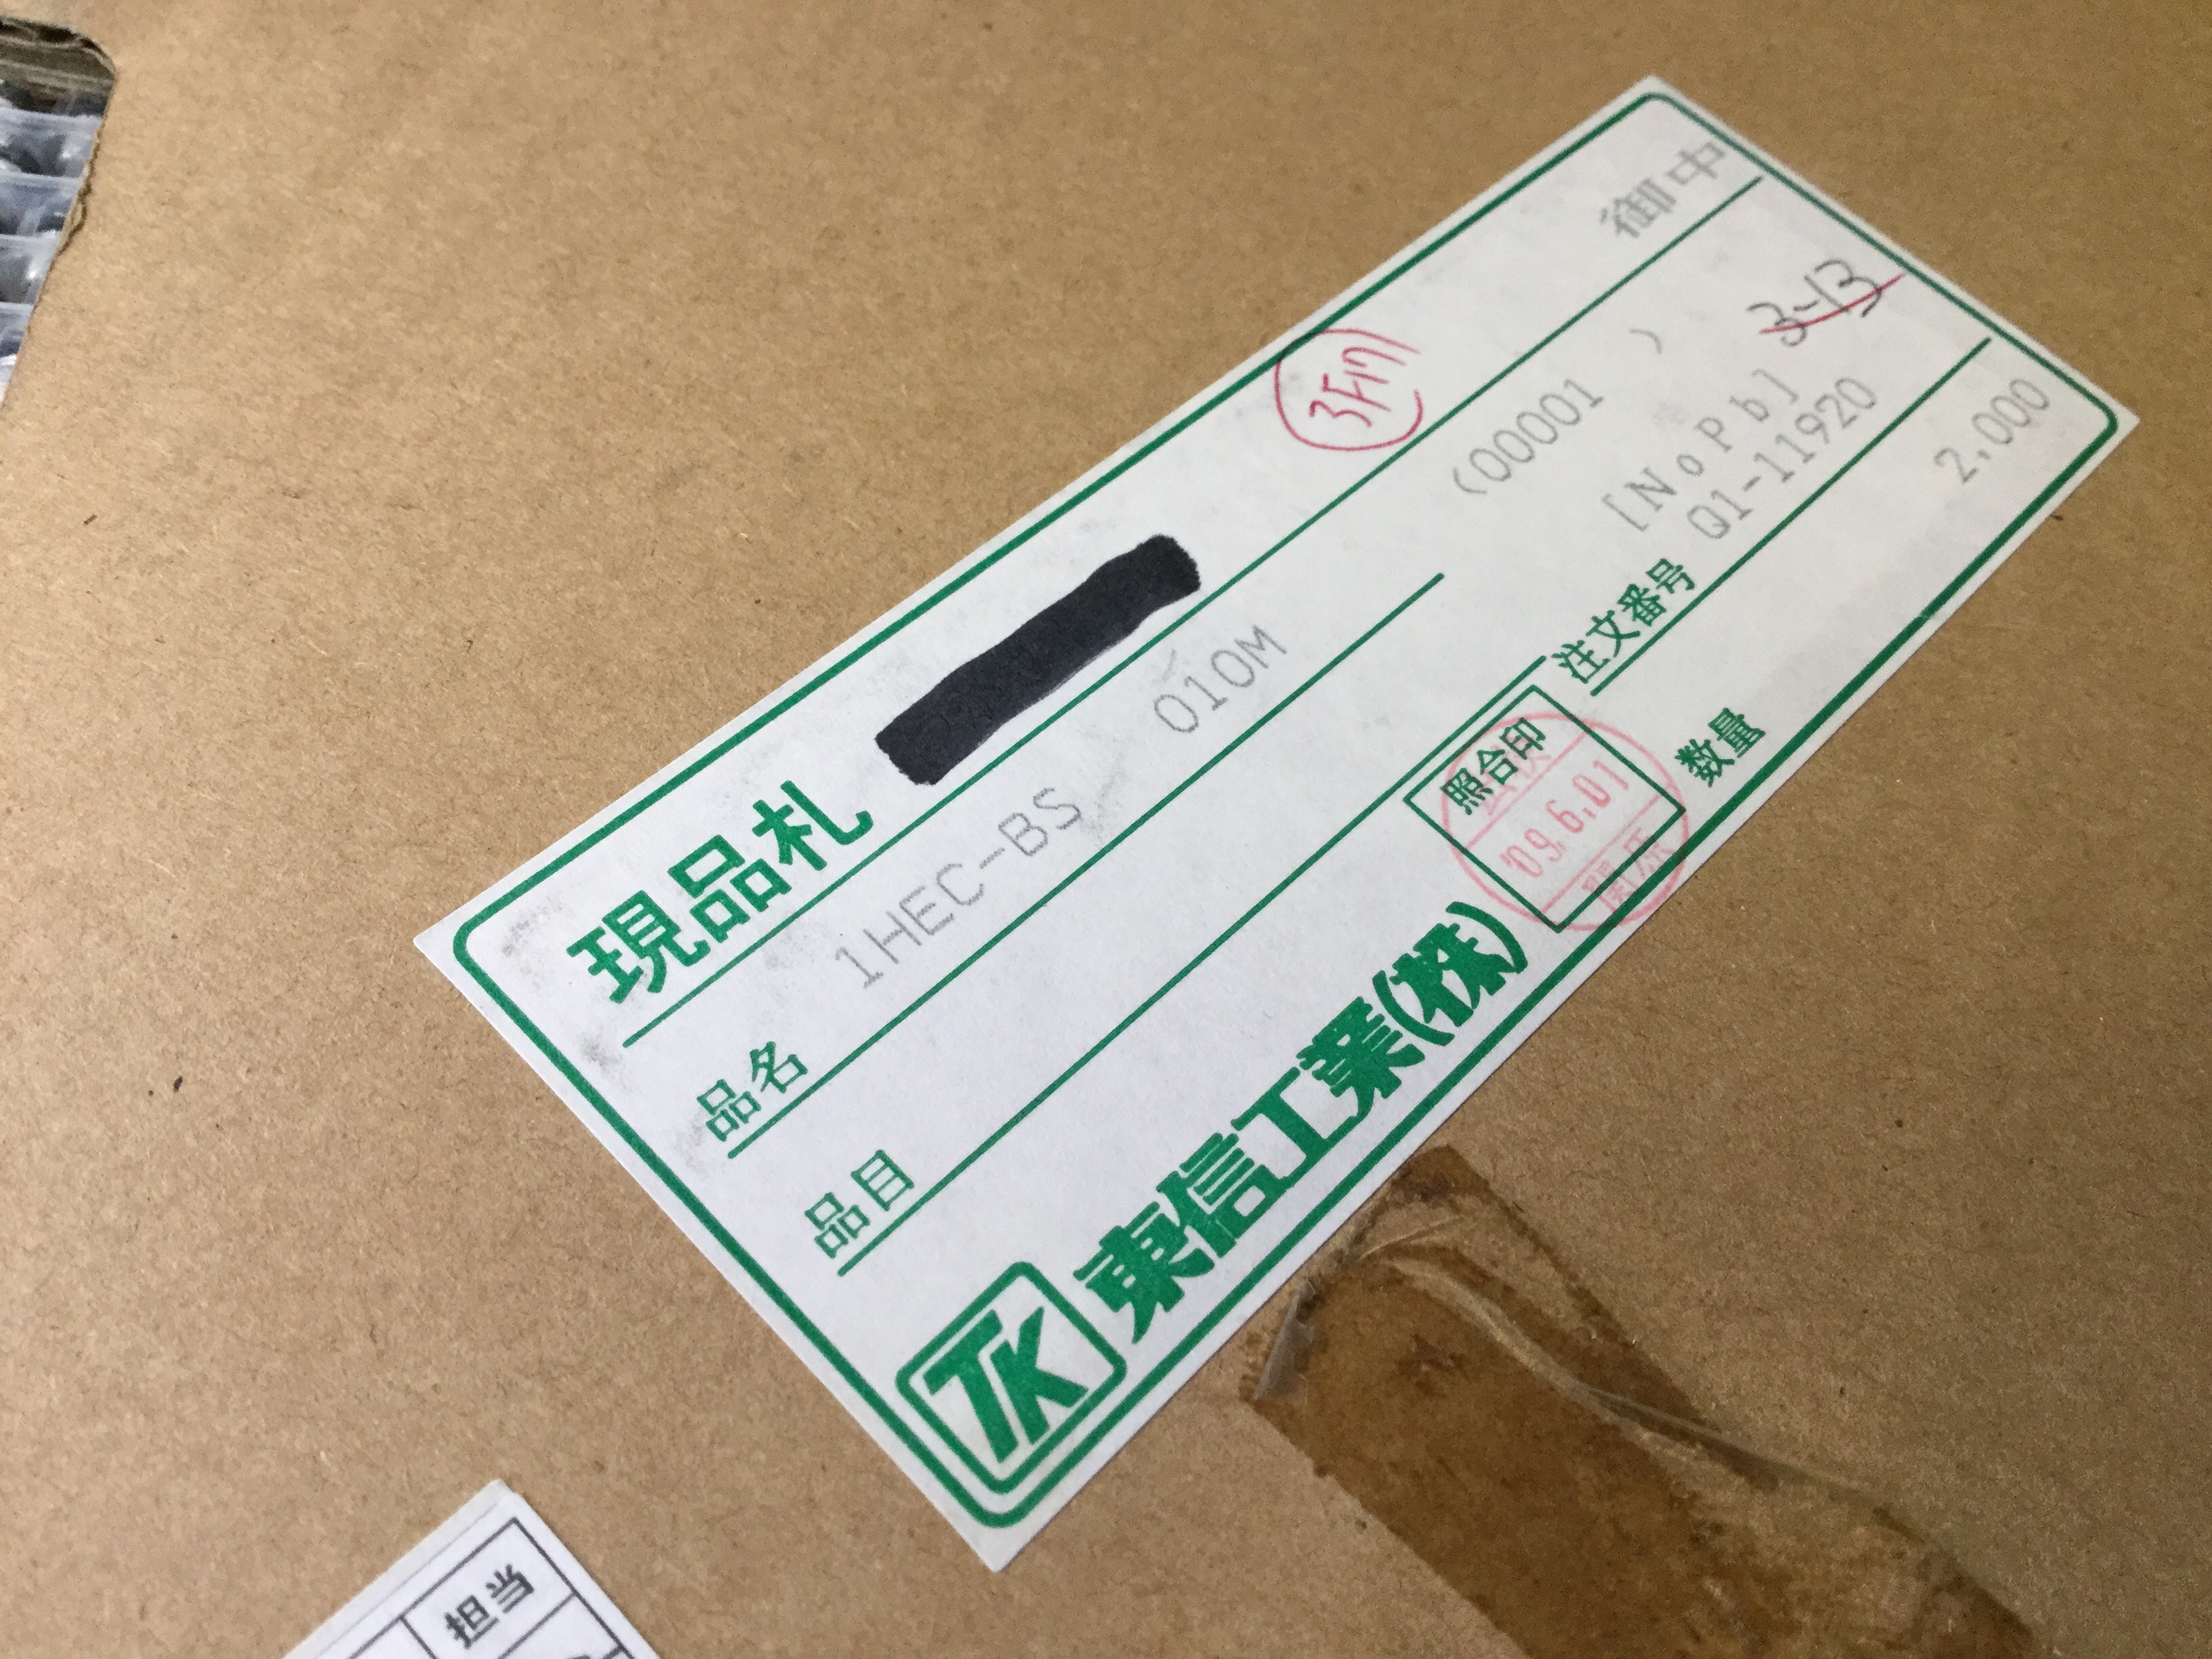 現品札
御中
品名
1HEC-BS 010M
(00001 )
3-13
品目
[NoPb]
注文番号 Q1-11920
照合印
'09.6.01
数量
2,000
TK 東信工業(株)
担当